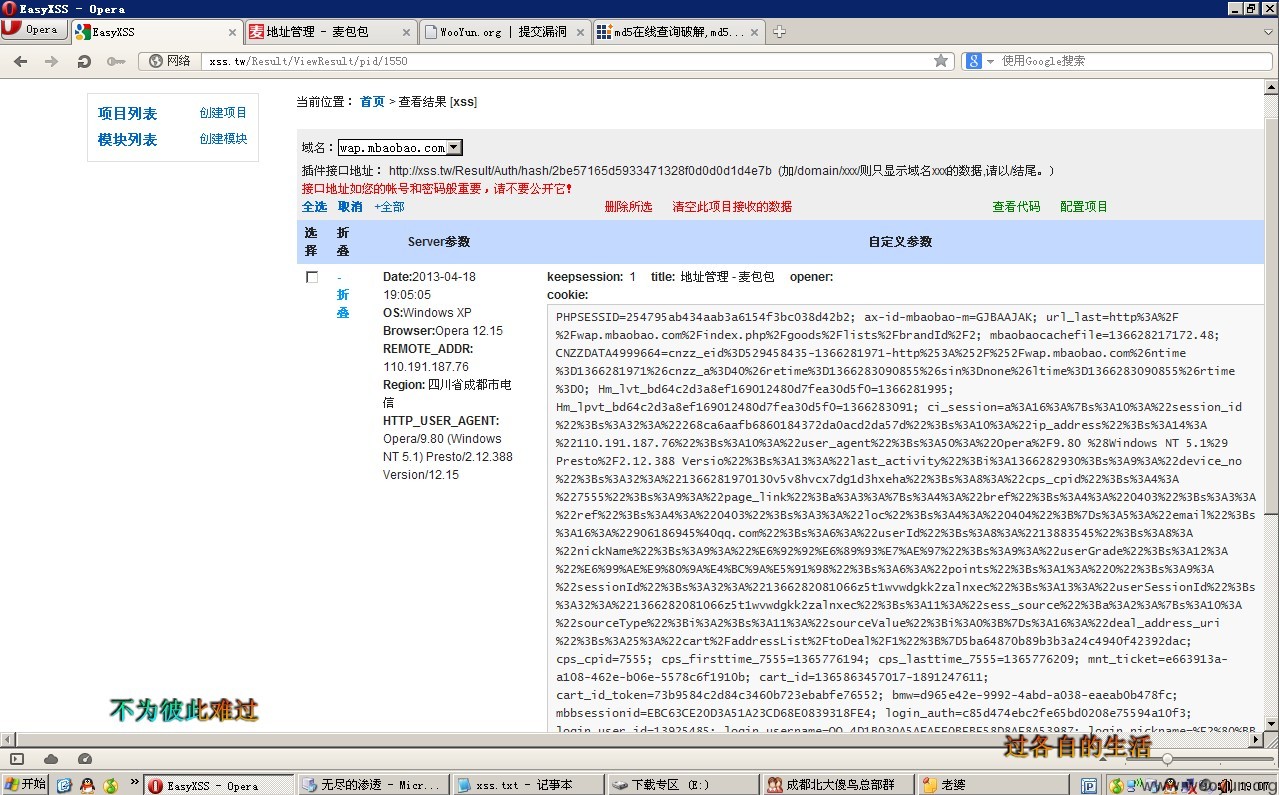 EasyXSS - Opera
Opera
EasyXSS
地址管理 - 麦包包
WooYun.org | 提交漏洞
md5在线查询破解,md5...
网络
xss.tw/Result/ViewResult/pid/1550
使用Google搜索
项目列表 创建项目
模块列表 创建模块
当前位置： 首页 > 查看结果 [xss]
域名： wap.mbaobao.com
插件接口地址： http://xss.tw/Result/Auth/hash/2be57165d5933471328f0d0d0d1d4e7b (加/domain/xxx/则只显示域名xxx的数据,请以/结尾。)
接口地址如您的帐号和密码般重要，请不要公开它!
全选 取消 +全部 删除所选 清空此项目接收的数据 查看代码 配置项目
选择 折叠 Server参数 自定义参数
-折叠
Date:2013-04-18
19:05:05
OS:Windows XP
Browser:Opera 12.15
REMOTE_ADDR:
110.191.187.76
Region: 四川省成都市电
信
HTTP_USER_AGENT:
Opera/9.80 (Windows
NT 5.1) Presto/2.12.388
Version/12.15
keepsession: 1 title: 地址管理 - 麦包包 opener:
cookie:
PHPSESSID=254795ab434aab3a6154f3bc038d42b2; ax-id-mbaobao-m=GJBAAJAK; url_last=http%3A%2F
%2Fwap.mbaobao.com%2Findex.php%2Fgoods%2Flists%2FbrandId%2F2; mbaobaocachefile=136628217172.48;
CNZZDATA4999664=cnzz_eid%3D529458435-1366281971-http%253A%252F%252Fwap.mbaobao.com%26ntime
%3D1366281971%26cnzz_a%3D40%26retime%3D1366283090855%26sin%3Dnone%26ltime%3D1366283090855%26rtime
%3D0; Hm_lvt_bd64c2d3a8ef169012480d7fea30d5f0=1366281995;
Hm_lpvt_bd64c2d3a8ef169012480d7fea30d5f0=1366283091; ci_session=a%3A16%3A%7Bs%3A10%3A%22session_id
%22%3Bs%3A32%3A%2268ca6aafb6860184372da0acd2da57d%22%3Bs%3A10%3A%22ip_address%22%3Bs%3A14%3A
%22110.191.187.76%22%3Bs%3A10%3A%22user_agent%22%3Bs%3A50%3A%22Opera%2F9.80 %28Windows NT 5.1%29
Presto%2F2.12.388 Versio%22%3Bs%3A13%3A%22last_activity%22%3Bi%3A1366282930%3Bs%3A9%3A%22device_no
%22%3Bs%3A32%3A%221366281970130v5v8hvcx7dg1d3hxeha%22%3Bs%3A8%3A%22cps_cpid%22%3Bs%3A4%3A
%227555%22%3Bs%3A9%3A%22page_link%22%3Ba%3A3%3A%7Bs%3A4%3A%22bref%22%3Bs%3A4%3A%220403%22%3Bs%3A3%3A
%22ref%22%3Bs%3A4%3A%220403%22%3Bs%3A3%3A%22loc%22%3Bs%3A4%3A%220404%22%3B%7Ds%3A5%3A%22email%22%3Bs
%3A16%3A%22906186945%40qq.com%22%3Bs%3A6%3A%22userId%22%3Bs%3A8%3A%2213883545%22%3Bs%3A8%3A
%22nickName%22%3Bs%3A9%3A%22%E6%92%92%E6%89%93%E7%AE%97%22%3Bs%3A9%3A%22userGrade%22%3Bs%3A12%3A
%22%E6%99%AE%E9%80%9A%E4%BC%9A%E5%91%98%22%3Bs%3A6%3A%22points%22%3Bs%3A1%3A%220%22%3Bs%3A9%3A
%22sessionId%22%3Bs%3A32%3A%221366282081066z5t1wvwdgkk2zalnxec%22%3Bs%3A13%3A%22userSessionId%22%3Bs
%3A32%3A%221366282081066z5t1wvwdgkk2zalnxec%22%3Bs%3A11%3A%22sess_source%22%3Ba%3A2%3A%7Bs%3A10%3A
%22sourceType%22%3Bi%3A2%3Bs%3A11%3A%22sourceValue%22%3Bi%3A0%3B%7Ds%3A16%3A%22deal_address_uri
%22%3Bs%3A25%3A%22cart%2FaddressList%2FtoDeal%2F1%22%3B%7D5ba64870b89b3b3a24c4940f42392dac;
cps_cpid=7555; cps_firsttime_7555=1365776194; cps_lasttime_7555=1365776209; mnt_ticket=e663913a-
a108-462e-b06e-5578c6f1910b; cart_id=1365863457017-1891247611;
cart_id_token=73b9584c2d84c3460b723ebabfe76552; bmw=d965e42e-9992-4abd-a038-eaeab0b478fc;
mbbsessionid=EBC63CE20D3A51A23CD68E0839318FE4; login_auth=c85d474ebc2fe65bd0208e75594a10f3;
不为彼此难过
过各自的生活
开始
EasyXSS - Opera
无尽的渗透 - Micr...
xss.txt - 记事本
下载专区 (E:)
成都北大傻鸟总部群
老婆
www.wooyun.org